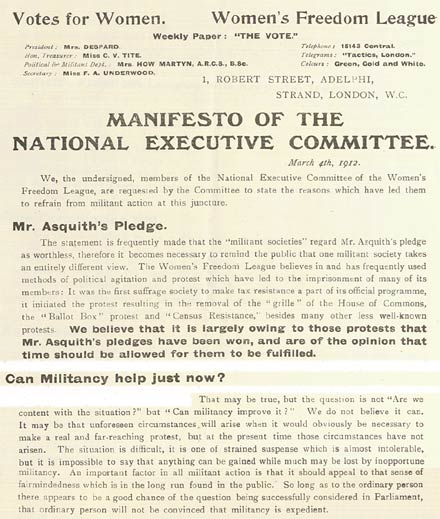 Votes for Women. Women's Freedom League
Weekly Paper: "THE VOTE."
President: Mrs. DESPARD.
Hon. Treasurer: Miss C. V. TITE.
Political & Militant Dept.: Mrs. HOW MARTYN, A.R.C.S., B.Sc.
Secretary: Miss F. A. UNDERWOOD.
Telephone: 15143 Central.
Telegrams: "Tactics, London."
Colours: Green, Gold and White.
1, ROBERT STREET, ADELPHI,
STRAND, LONDON, W.C.
MANIFESTO OF THE
NATIONAL EXECUTIVE COMMITTEE.
March 4th, 1912.
We, the undersigned, members of the National Executive Committee of the Women's
Freedom League, are requested by the Committee to state the reasons which have led them
to refrain from militant action at this juncture.
Mr. Asquith's Pledge.
The statement is frequently made that the "militant societies" regard Mr. Asquith's pledge
as worthless, therefore it becomes necessary to remind the public that one militant society takes
an entirely different view. The Women's Freedom League believes in and has frequently used
methods of political agitation and protest which have led to the imprisonment of many of its
members: It was the first suffrage society to make tax resistance a part of its official programme,
it initiated the protest resulting in the removal of the "grille" of the House of Commons,
the "Ballot Box" protest and "Census Resistance," besides many other less well-known
protests. We believe that it is largely owing to those protests that
Mr. Asquith's pledges have been won, and are of the opinion that
time should be allowed for them to be fulfilled.
Can Militancy help just now?
That may be true, but the question is not "Are we
content with the situation?" but "Can militancy improve it?" We do not believe it can.
It may be that unforeseen circumstances will arise when it would obviously be necessary to
make a real and far-reaching protest, but at the present time those circumstances have not
arisen. The situation is difficult, it is one of strained suspense which is almost intolerable,
but it is impossible to say that anything can be gained while much may be lost by inopportune
militancy. An important factor in all militant action is that it should appeal to that sense of
fairmindedness which is in the long run found in the public. So long as to the ordinary person
there appears to be a good chance of the question being successfully considered in Parliament,
that ordinary person will not be convinced that militancy is expedient.